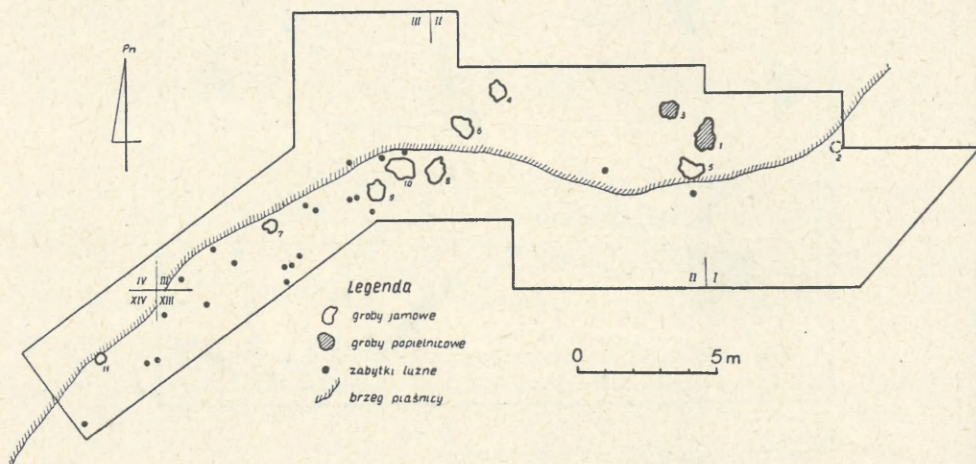 III II
Pn
4
3
6
1
2
5
10
8
9
7
IV III
XIV XIII
II I
11
Legenda
groby jamowe
groby popielnicowe
zabytki luźne
brzeg piaśnicy
0 5 m